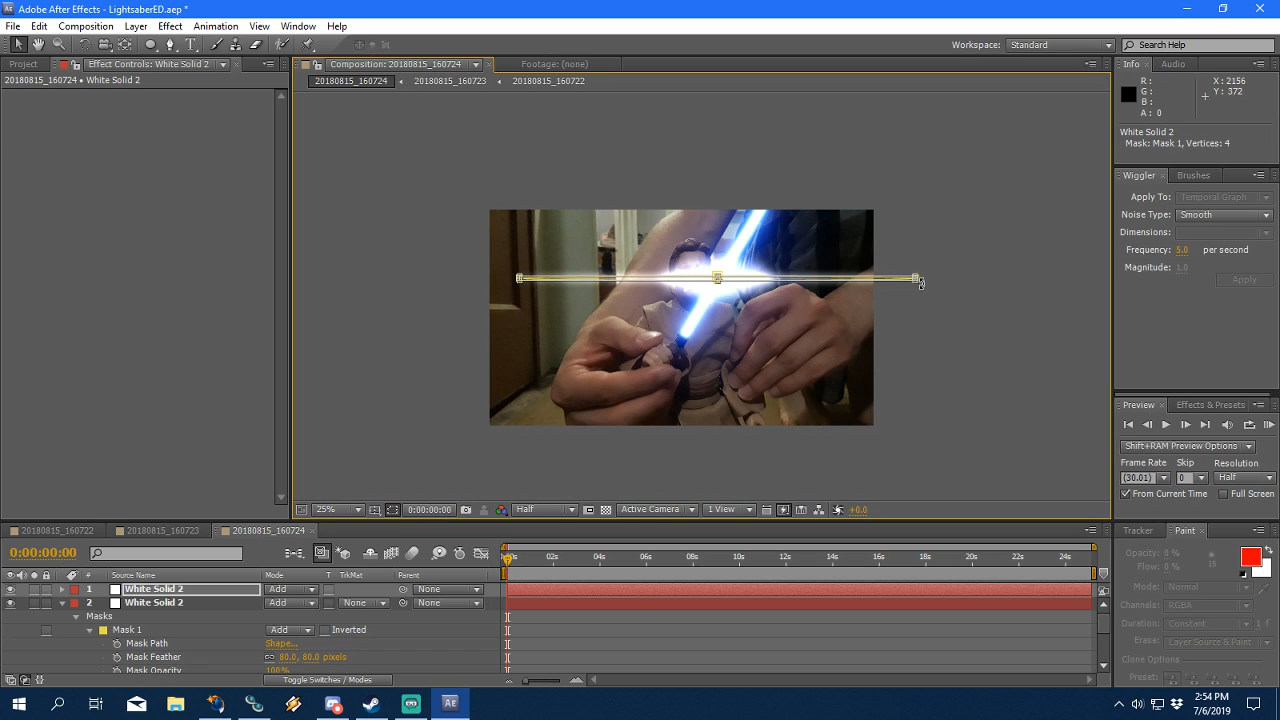 Adobe After Effects - LightsaberED.aep *
File Edit Composition Layer Effect Animation View Window Help
Workspace: Standard Search Help
Project Effect Controls: White Solid 2 Composition: 20180815_160724 Footage: (none) Info Audio
20180815_160724 • White Solid 2 20180815_160724 20180815_160723 20180815_160722
R: X: 2156
G: Y: 372
B:
A: 0
White Solid 2
Mask: Mask 1, Vertices: 4
Wiggler Brushes
Apply To: Temporal Graph
Noise Type: Smooth
Dimensions:
Frequency: 5.0 per second
Magnitude: 1.0
Apply
Preview Effects & Presets
Shift+RAM Preview Options
Frame Rate Skip Resolution
(30.01) 0 Half
From Current Time Full Screen
25% 0:00:00:00 Half Active Camera 1 View +0.0
20180815_160722 20180815_160723 20180815_160724 Tracker Paint
0:00:00:00 02s 04s 06s 08s 10s 12s 14s 16s 18s 20s 22s 24s
# Source Name Mode T TrkMat Parent
1 White Solid 2 Add None
2 White Solid 2 Add None None
Masks
Mask 1 Add Inverted
Mask Path Shape...
Mask Feather 80.0, 80.0 pixels
Mask Opacity 100%
Toggle Switches / Modes
Opacity: 0 %
Flow: 0 % 15
Mode: Normal
Channels: RGBA
Duration: Constant 1 f
Erase: Layer Source & Paint
Clone Options
Preset:
Ae 2:54 PM
7/6/2019